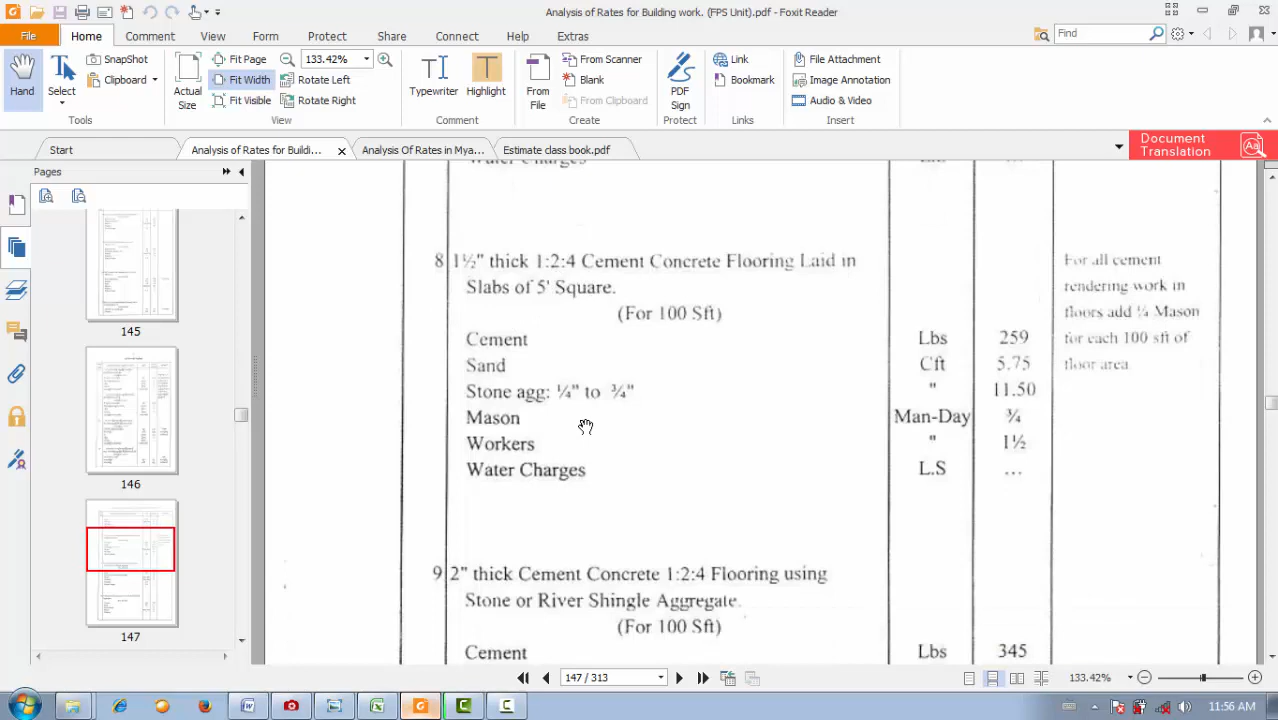 Analysis of Rates for Building work. (FPS Unit).pdf - Foxit Reader
File Home Comment View Form Protect Share Connect Help Extras
Find
Hand
Select
SnapShot
Clipboard
Tools
Actual Size
Fit Page
Fit Width
Fit Visible
133.42%
Rotate Left
Rotate Right
View
Typewriter
Highlight
Comment
From File
From Scanner
Blank
From Clipboard
Create
PDF Sign
Protect
Link
Bookmark
Links
File Attachment
Image Annotation
Audio & Video
Insert
Start
Analysis of Rates for Buildi...
Analysis Of Rates in Mya...
Estimate class book.pdf
Document Translation
Pages
145
146
147
Water Charges
8 1½" thick 1:2:4 Cement Concrete Flooring Laid in
Slabs of 5' Square.
(For 100 Sft)
Cement Lbs 259
Sand Cft 5.75
Stone agg: ¼" to ¾" " 11.50
Mason Man-Day ¾
Workers " 1½
Water Charges L.S ...
For all cement
rendering work in
floors add ¼ Mason
for each 100 sft of
floor area.
9 2" thick Cement Concrete 1:2:4 Flooring using
Stone or River Shingle Aggregate.
(For 100 Sft)
Cement Lbs 345
147 / 313
133.42%
11:56 AM